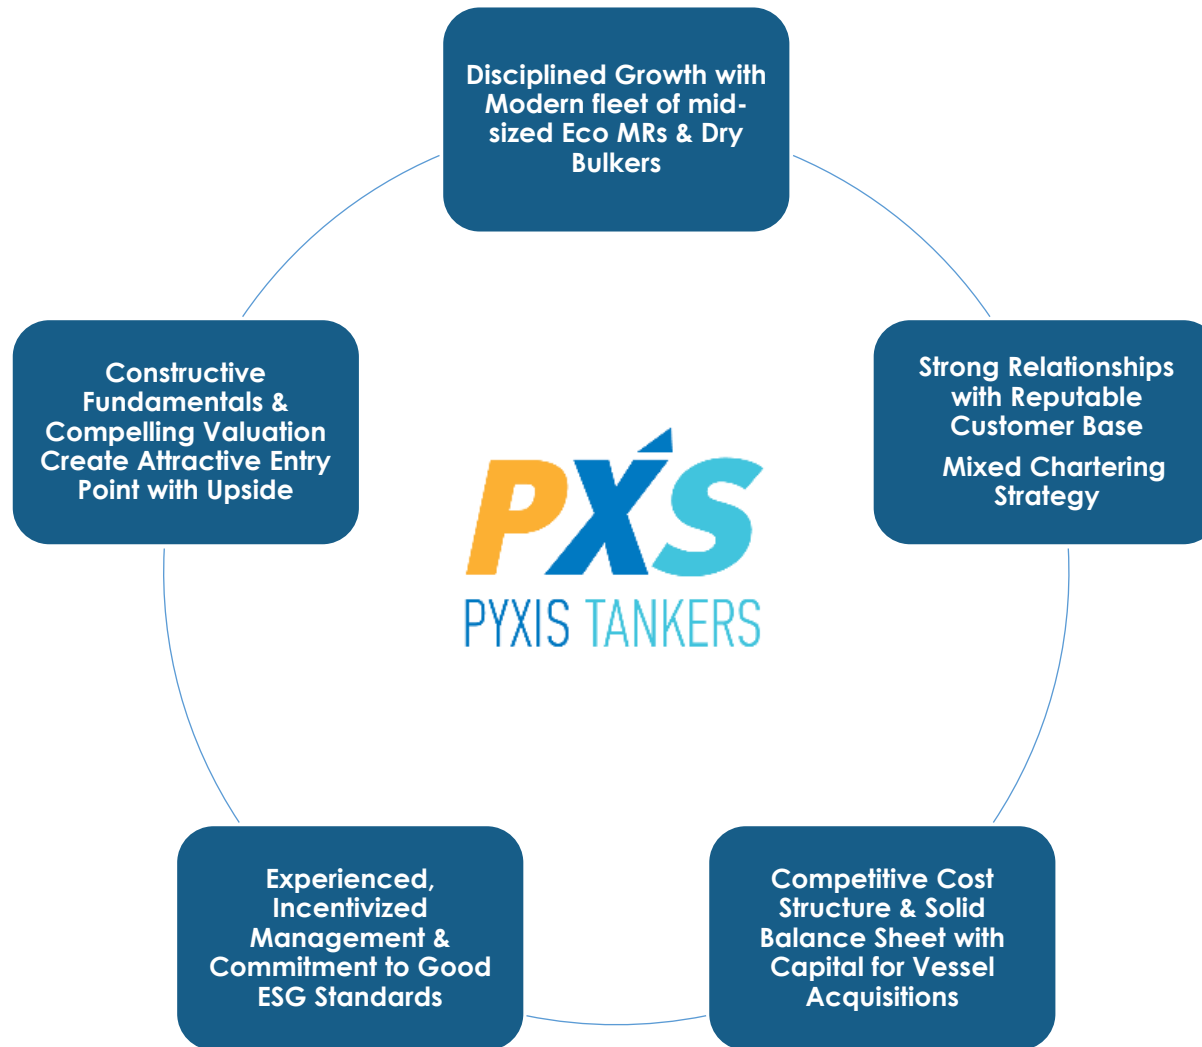 Disciplined Growth with
Modern fleet of mid-
sized Eco MRs & Dry
Bulkers
Strong Relationships
with Reputable
Customer Base
Mixed Chartering
Strategy
Competitive Cost
Structure & Solid
Balance Sheet with
Capital for Vessel
Acquisitions
Experienced,
Incentivized
Management &
Commitment to Good
ESG Standards
Constructive
Fundamentals &
Compelling Valuation
Create Attractive Entry
Point with Upside
PXS
PYXIS TANKERS